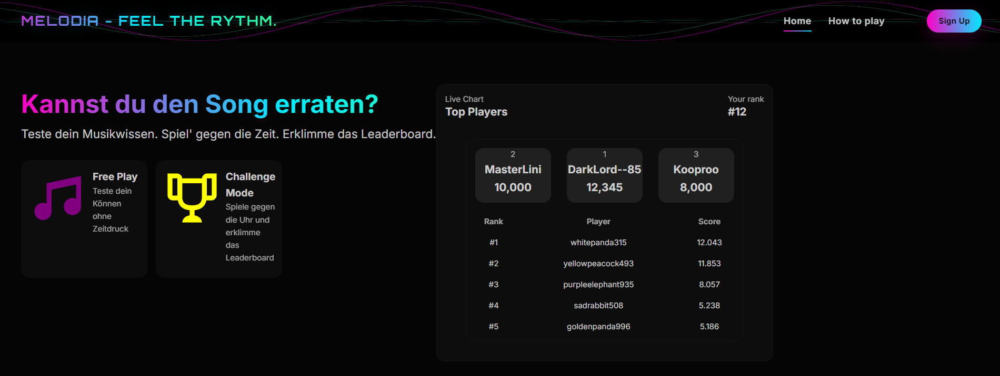 MELODIA - FEEL THE RYTHM.
Home
How to play
Sign Up
Kannst du den Song erraten?
Teste dein Musikwissen. Spiel' gegen die Zeit. Erklimme das Leaderboard.
Free Play
Teste dein
Können
ohne
Zeitdruck
Challenge
Mode
Spiele gegen
die Uhr und
erklimme
das
Leaderboard
Live Chart
Top Players
Your rank
#12
2
MasterLini
10,000
1
DarkLord--85
12,345
3
Kooproo
8,000
Rank Player Score
#1 whitepanda315 12.043
#2 yellowpeacock493 11.853
#3 purpleelephant935 8.057
#4 sadrabbit508 5.238
#5 goldenpanda996 5.186